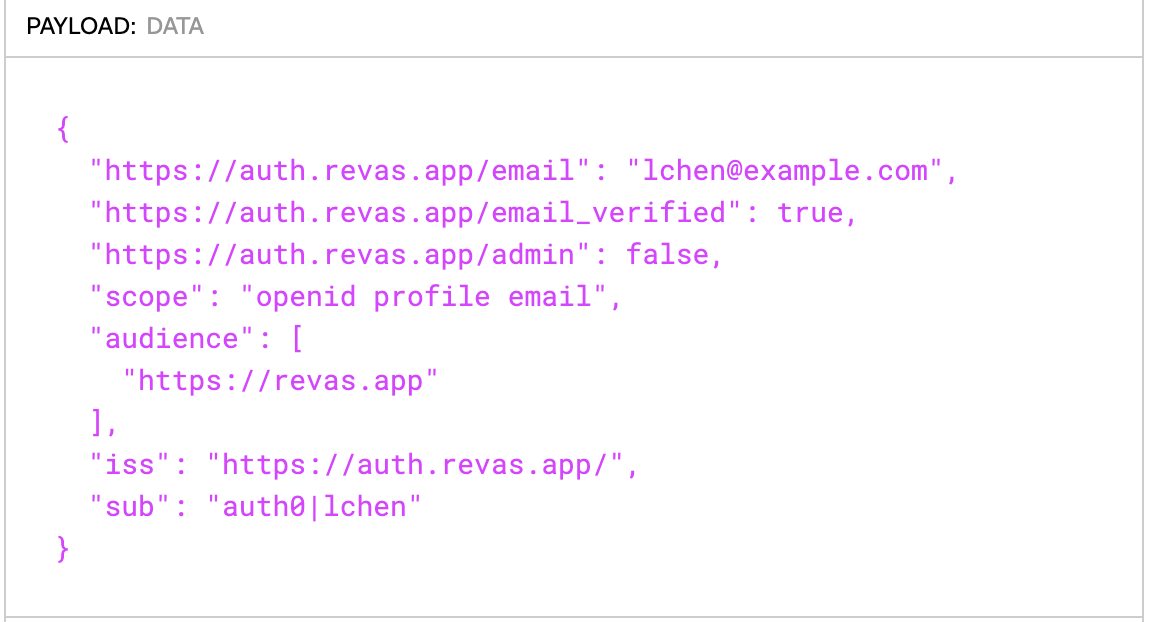 PAYLOAD: DATA
{
  "https://auth.revas.app/email": "lchen@example.com",
  "https://auth.revas.app/email_verified": true,
  "https://auth.revas.app/admin": false,
  "scope": "openid profile email",
  "audience": [
    "https://revas.app"
  ],
  "iss": "https://auth.revas.app/",
  "sub": "auth0|lchen"
}